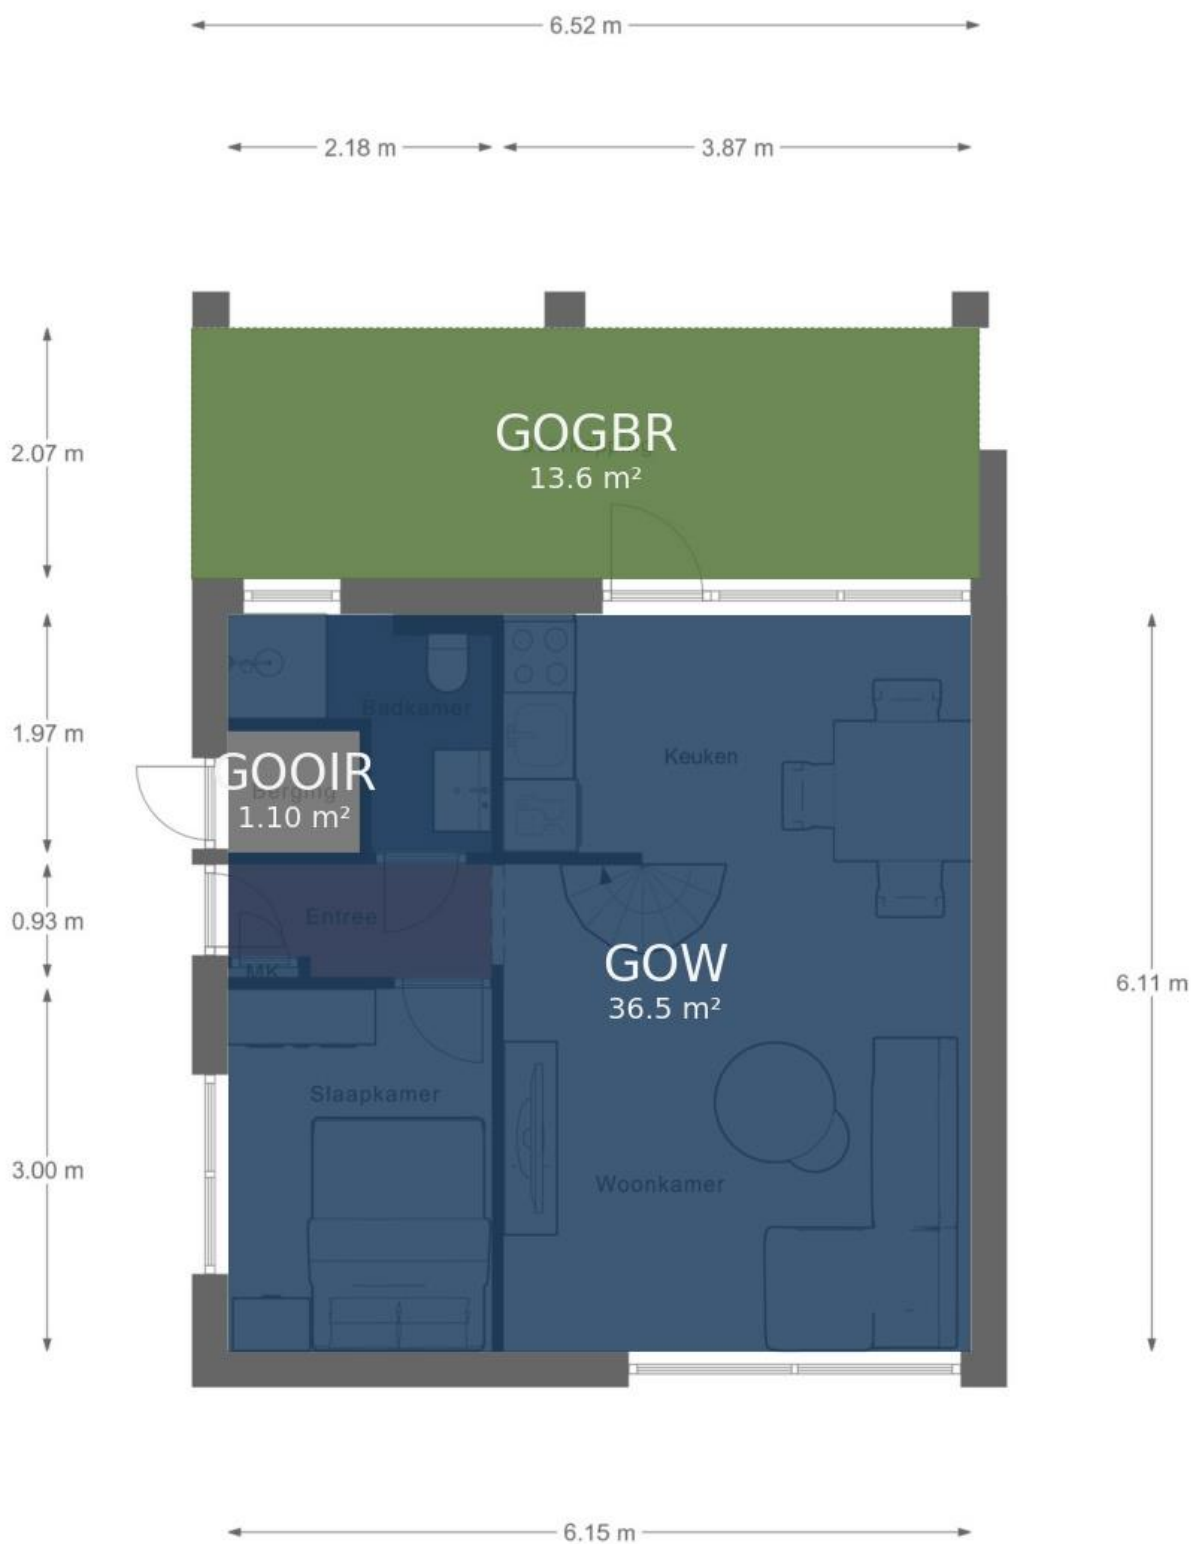 6.52 m
2.18 m
3.87 m
GOGBR
13.6 m²
2.07 m
Badkamer
1.97 m
Keuken
GOOIR
Berging
1.10 m²
0.93 m
Entree
GOW
MK
36.5 m²
6.11 m
Slaapkamer
3.00 m
Woonkamer
6.15 m